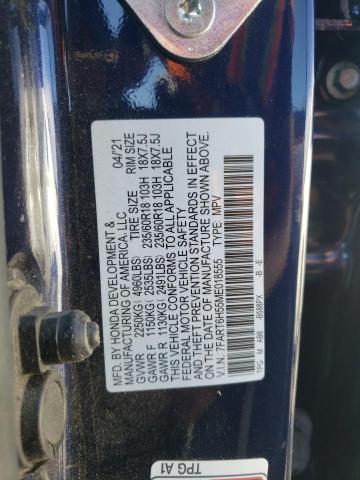 MFD. BY HONDA DEVELOPMENT & 04/21
MANUFACTURING OF AMERICA, LLC
TIRE SIZE RIM SIZE
GVWR 2250KG( 4960LBS)
GAWR F 1150KG( 2535LBS) 235/60R18 103H 18X7.5J
GAWR R 1130KG( 2491LBS) 235/60R18 103H 18X7.5J
THIS VEHICLE CONFORMS TO ALL APPLICABLE
FEDERAL MOTOR VEHICLE SAFETY
AND THEFT PREVENTION STANDARDS IN EFFECT
ON THE DATE OF MANUFACTURE SHOWN ABOVE.
V.I.N. 7FART6H55ME018555 TYPE: MPV
TPG M AB6 -B588PX -B -E
TPG A1